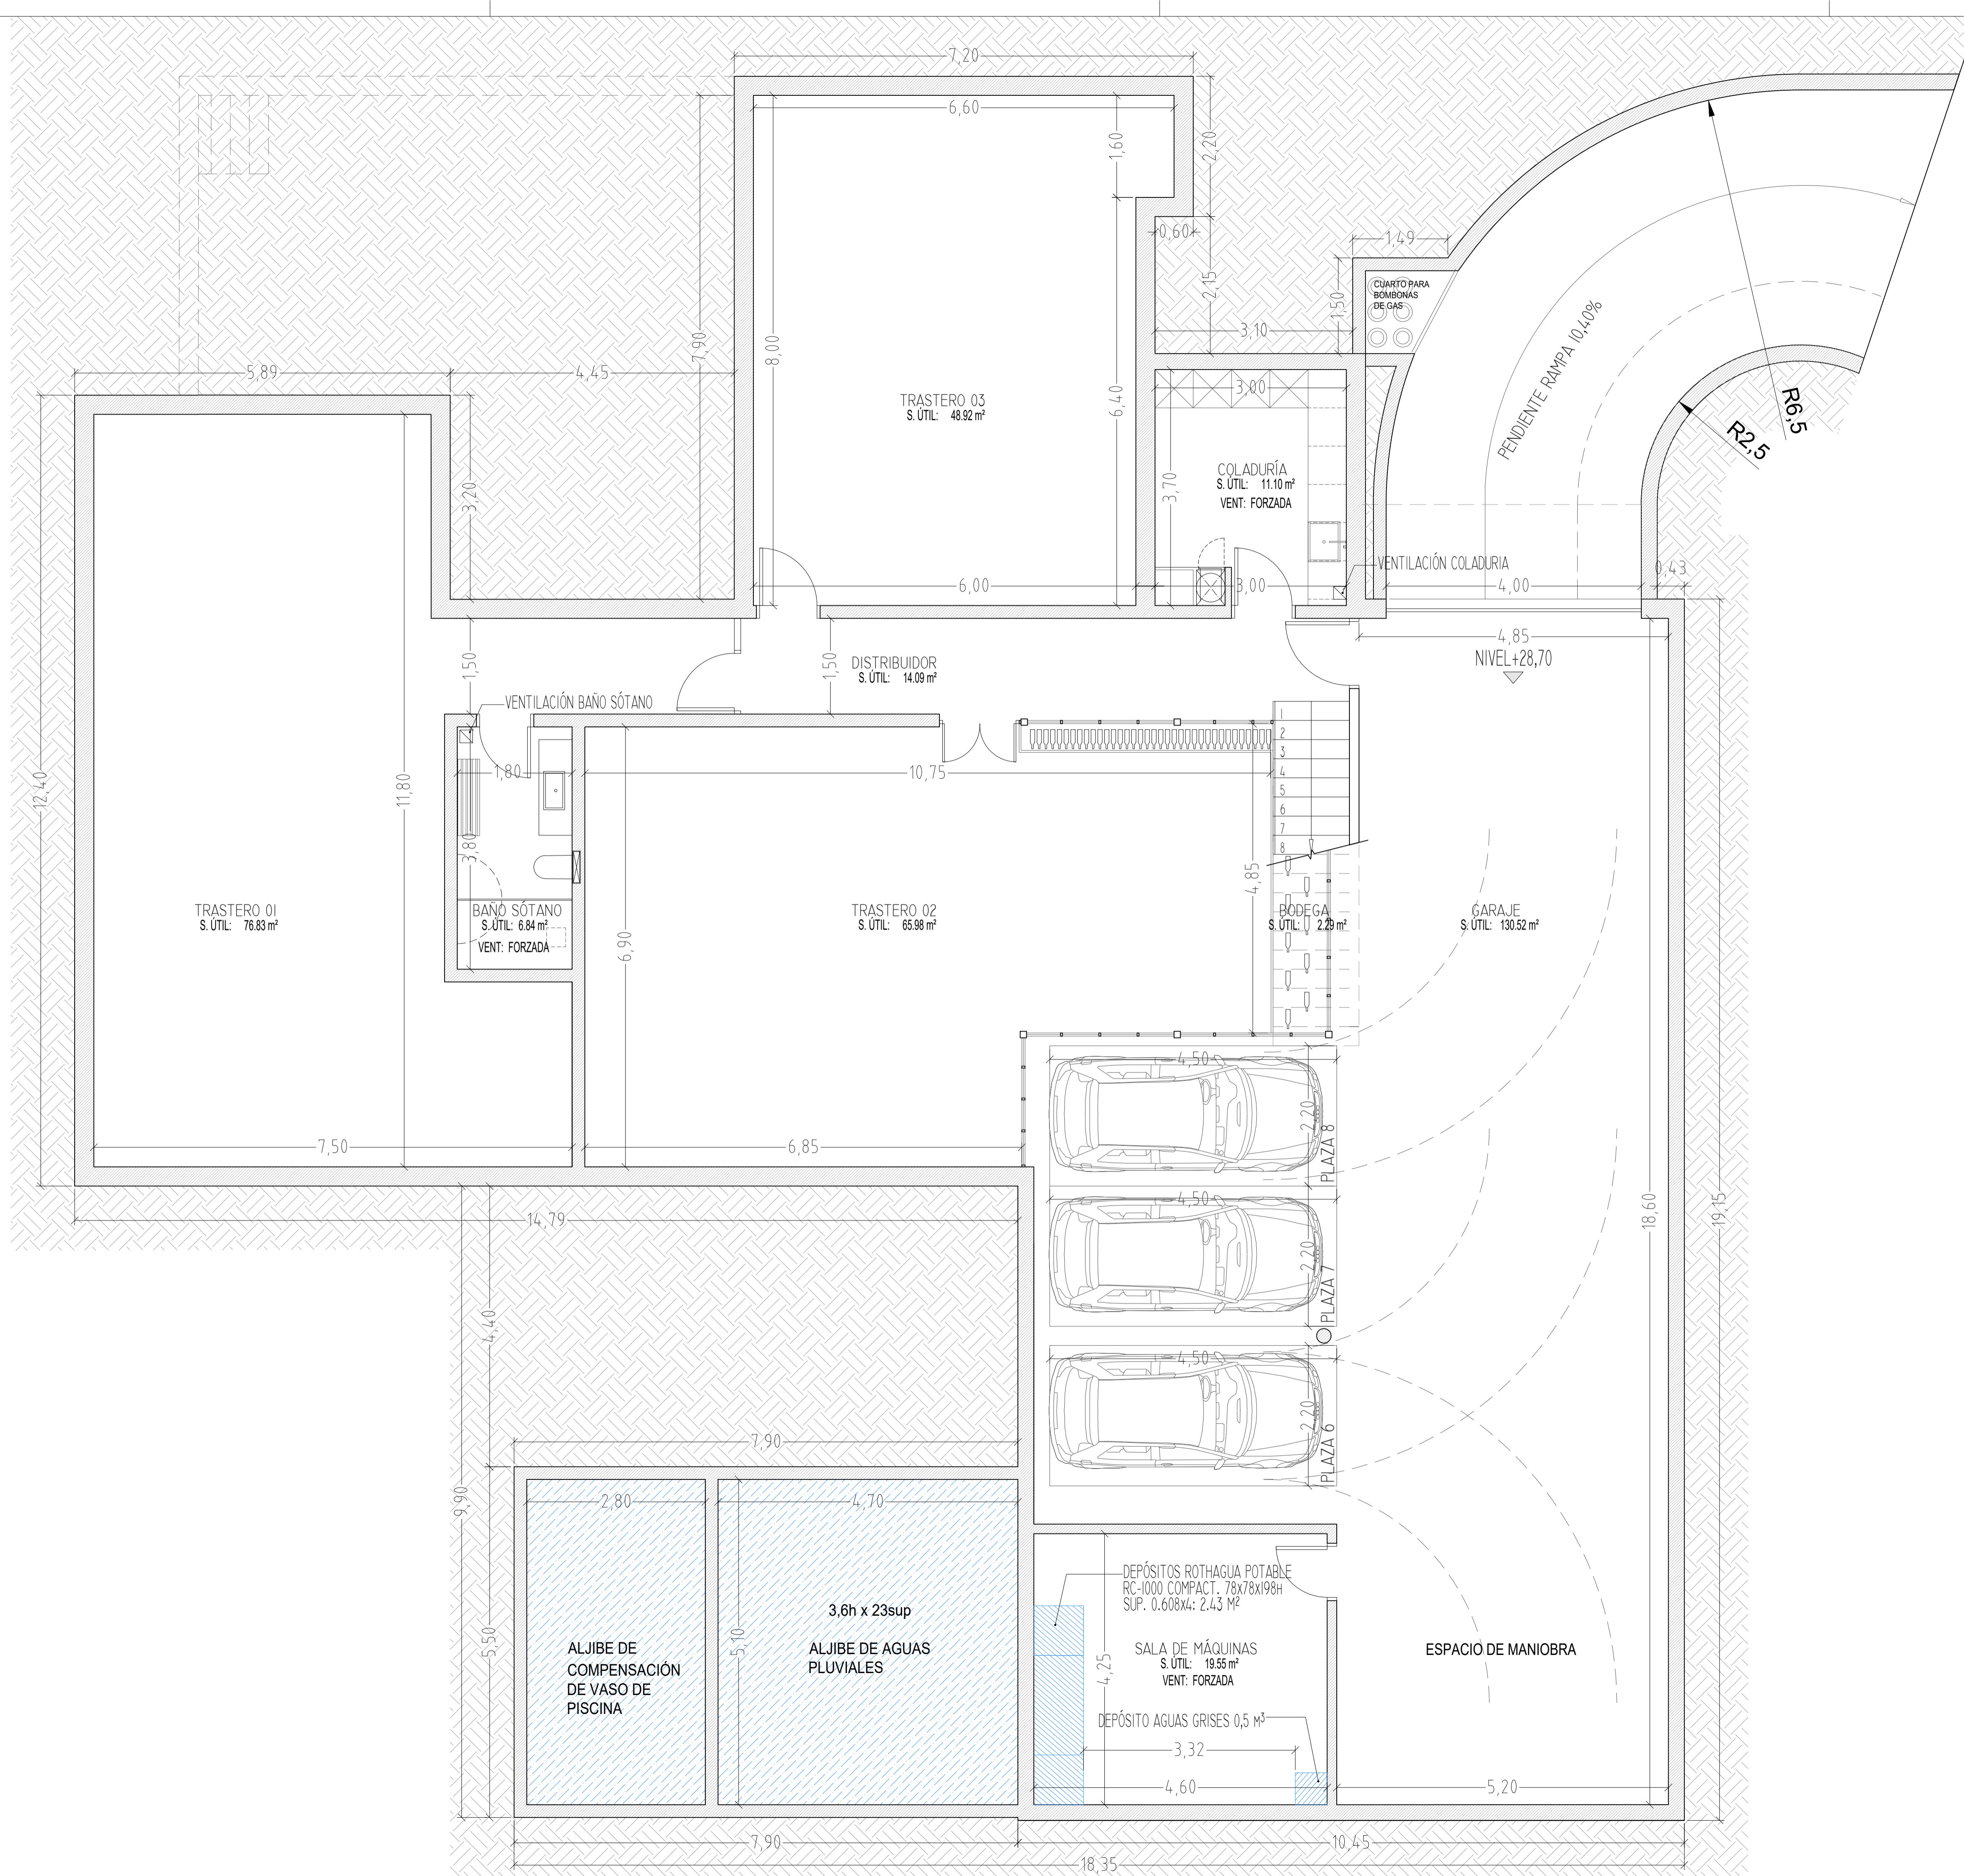 7,20
6,60
1,60
2,20
0,60
1,49
CUARTO PARA
BOMBONAS
DE GAS
2,15
1,50
3,10
PENDIENTE RAMPA 10,40%
R6,5
R2,5
7,90
8,00
5,89
4,45
3,00
6,40
TRASTERO 03
S. ÚTIL: 48.92 m²
COLADURÍA
S. ÚTIL: 11.10 m²
VENT: FORZADA
3,70
3,20
VENTILACIÓN COLADURIA
6,00
3,00
4,00
0,43
4,85
NIVEL+28,70
1,50
1,50
DISTRIBUIDOR
S. ÚTIL: 14.09 m²
VENTILACIÓN BAÑO SÓTANO
1
2
3
4
5
6
7
8
1,80
10,75
12,40
11,80
3,80
4,85
TRASTERO 01
S. ÚTIL: 76.83 m²
BAÑO SÓTANO
S. ÚTIL: 6.84 m²
VENT: FORZADA
TRASTERO 02
S. ÚTIL: 65.98 m²
BODEGA
S. ÚTIL: 2.29 m²
GARAJE
S. ÚTIL: 130.52 m²
6,90
4,50
2,20
PLAZA 8
7,50
6,85
4,50
2,20
PLAZA 7
14,79
18,60
19,15
4,40
4,50
2,20
PLAZA 6
7,90
9,90
2,80
4,70
5,50
5,10
3,6h x 23sup
ALJIBE DE
COMPENSACIÓN
DE VASO DE
PISCINA
ALJIBE DE AGUAS
PLUVIALES
DEPÓSITOS ROTHAGUA POTABLE
RC-1000 COMPACT. 78x78x198H
SUP. 0.608x4: 2.43 M²
4,25
SALA DE MÁQUINAS
S. ÚTIL: 19.55 m²
VENT: FORZADA
ESPACIO DE MANIOBRA
DEPÓSITO AGUAS GRISES 0,5 M³
3,32
4,60
5,20
7,90
10,45
18,35